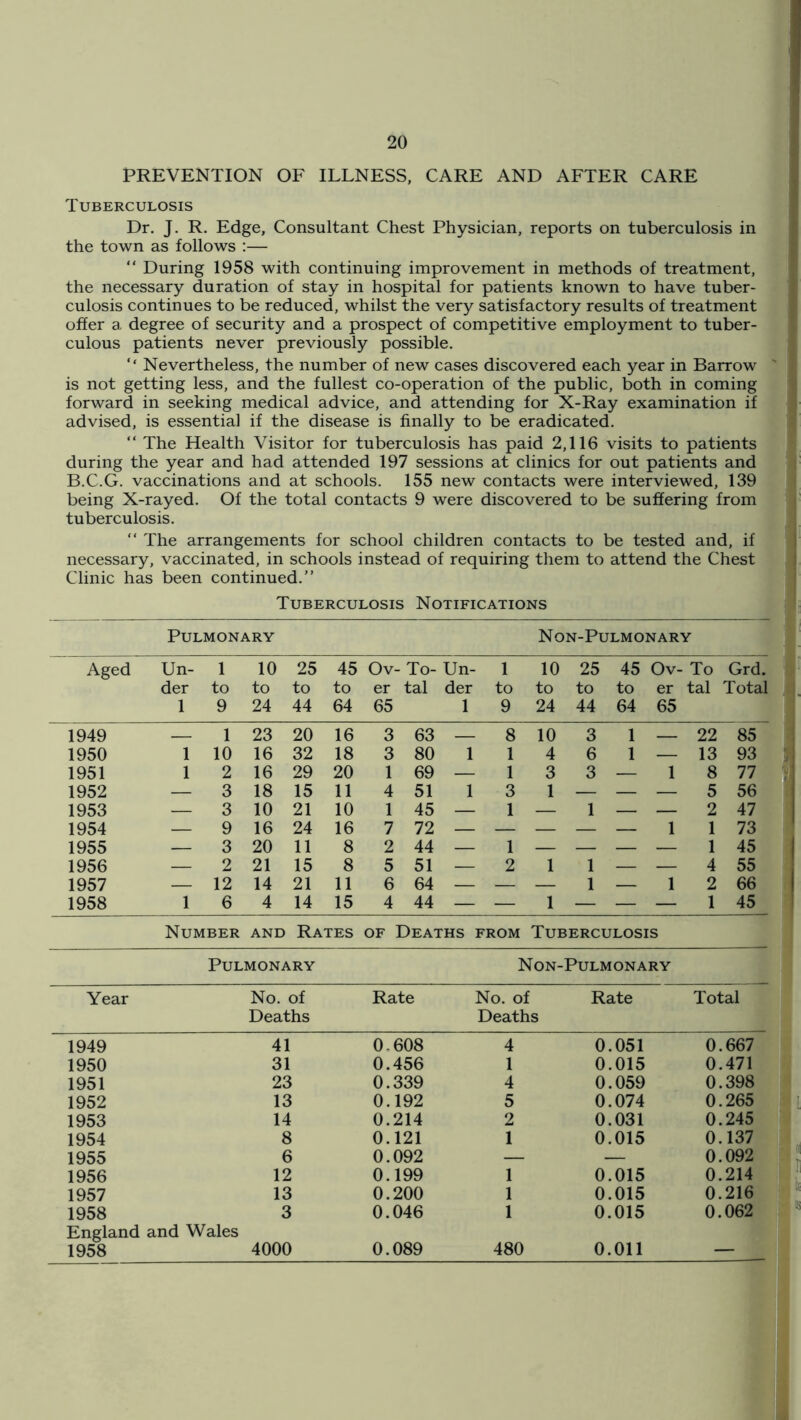 20
PREVENTION OF ILLNESS, CARE AND AFTER CARE
Tuberculosis
Dr. J. R. Edge, Consultant Chest Physician, reports on tuberculosis in
the town as follows :—
“ During 1958 with continuing improvement in methods of treatment,
the necessary duration of stay in hospital for patients known to have tuber-
culosis continues to be reduced, whilst the very satisfactory results of treatment
offer a degree of security and a prospect of competitive employment to tuber-
culous patients never previously possible.
“ Nevertheless, the number of new cases discovered each year in Barrow
is not getting less, and the fullest co-operation of the public, both in coming
forward in seeking medical advice, and attending for X-Ray examination if
advised, is essential if the disease is finally to be eradicated.
“ The Health Visitor for tuberculosis has paid 2,116 visits to patients
during the year and had attended 197 sessions at clinics for out patients and
B.C.G. vaccinations and at schools. 155 new contacts were interviewed, 139
being X-rayed. Of the total contacts 9 were discovered to be suffering from
tuberculosis.
“ The arrangements for school children contacts to be tested and, if
necessary, vaccinated, in schools instead of requiring them to attend the Chest
Clinic has been continued.”
Tuberculosis Notifications
Pulmonary Non-Pulmonary
Aged Un- 1 10 25 45 Ov- To- Un- 1 10 25 45 Ov- To Grd.
der to to to to er tal der to to to to er tal Total
1 9 24 44 64 65 1 9 24 44 64 65
1949 — 1 23 20 16 3 63 — 8 10 3 1 — 22 85
1950 1 10 16 32 18 3 80 1 1 4 6 1 — 13 93
1951 1 2 16 29 20 1 69 — 1 3 3 — 1 8 77
1952 — 3 18 15 11 4 51 1 3 1 — — — 5 56
1953 — 3 10 21 10 1 45 — 1 — 1 — — 2 47
1954 — 9 16 24 16 7 72 — — — — — 1 1 73
1955 — 3 20 11 8 2 44 — 1 — — — — 1 45
1956 — 2 21 15 8 5 51 — 2 1 1 — — 4 55
1957 — 12 14 21 11 6 64 — — — 1 — 1 2 66
1958 1 6 4 14 15 4 44 — — 1 — — — 1 45
Number and Rates of Deaths from Tuberculosis
Pulmonary Non-Pulmonary
Year No. of Rate No. of Rate Total
Deaths Deaths
1949 41 0.608 4 0.051 0.667
1950 31 0.456 1 0.015 0.471
1951 23 0.339 4 0.059 0.398
1952 13 0.192 5 0.074 0.265
1953 14 0.214 2 0.031 0.245
1954 8 0.121 1 0.015 0.137
1955 6 0.092 — — 0.092
1956 12 0.199 1 0.015 0.214
1957 13 0.200 1 0.015 0.216
1958 3 0.046 1 0.015 0.062
England and Wales
1958 4000 0.089 480 0.011 —